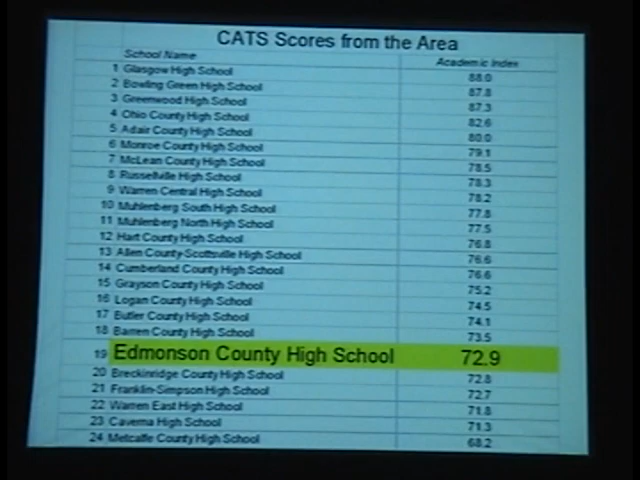 CATS Scores from the Area
School Name Academic Index
1 Glasgow High School 88.0
2 Bowling Green High School 87.8
3 Greenwood High School 87.3
4 Ohio County High School 82.6
5 Adair County High School 80.0
6 Monroe County High School 79.1
7 McLean County High School 78.5
8 Russellville High School 78.3
9 Warren Central High School 78.2
10 Muhlenberg South High School 77.8
11 Muhlenberg North High School 77.5
12 Hart County High School 76.8
13 Allen County-Scottsville High School 76.6
14 Cumberland County High School 76.6
15 Grayson County High School 75.2
16 Logan County High School 74.5
17 Butler County High School 74.1
18 Barren County High School 73.5
19 Edmonson County High School 72.9
20 Breckinridge County High School 72.8
21 Franklin-Simpson High School 72.7
22 Warren East High School 71.8
23 Caverna High School 71.3
24 Metcalfe County High School 68.2